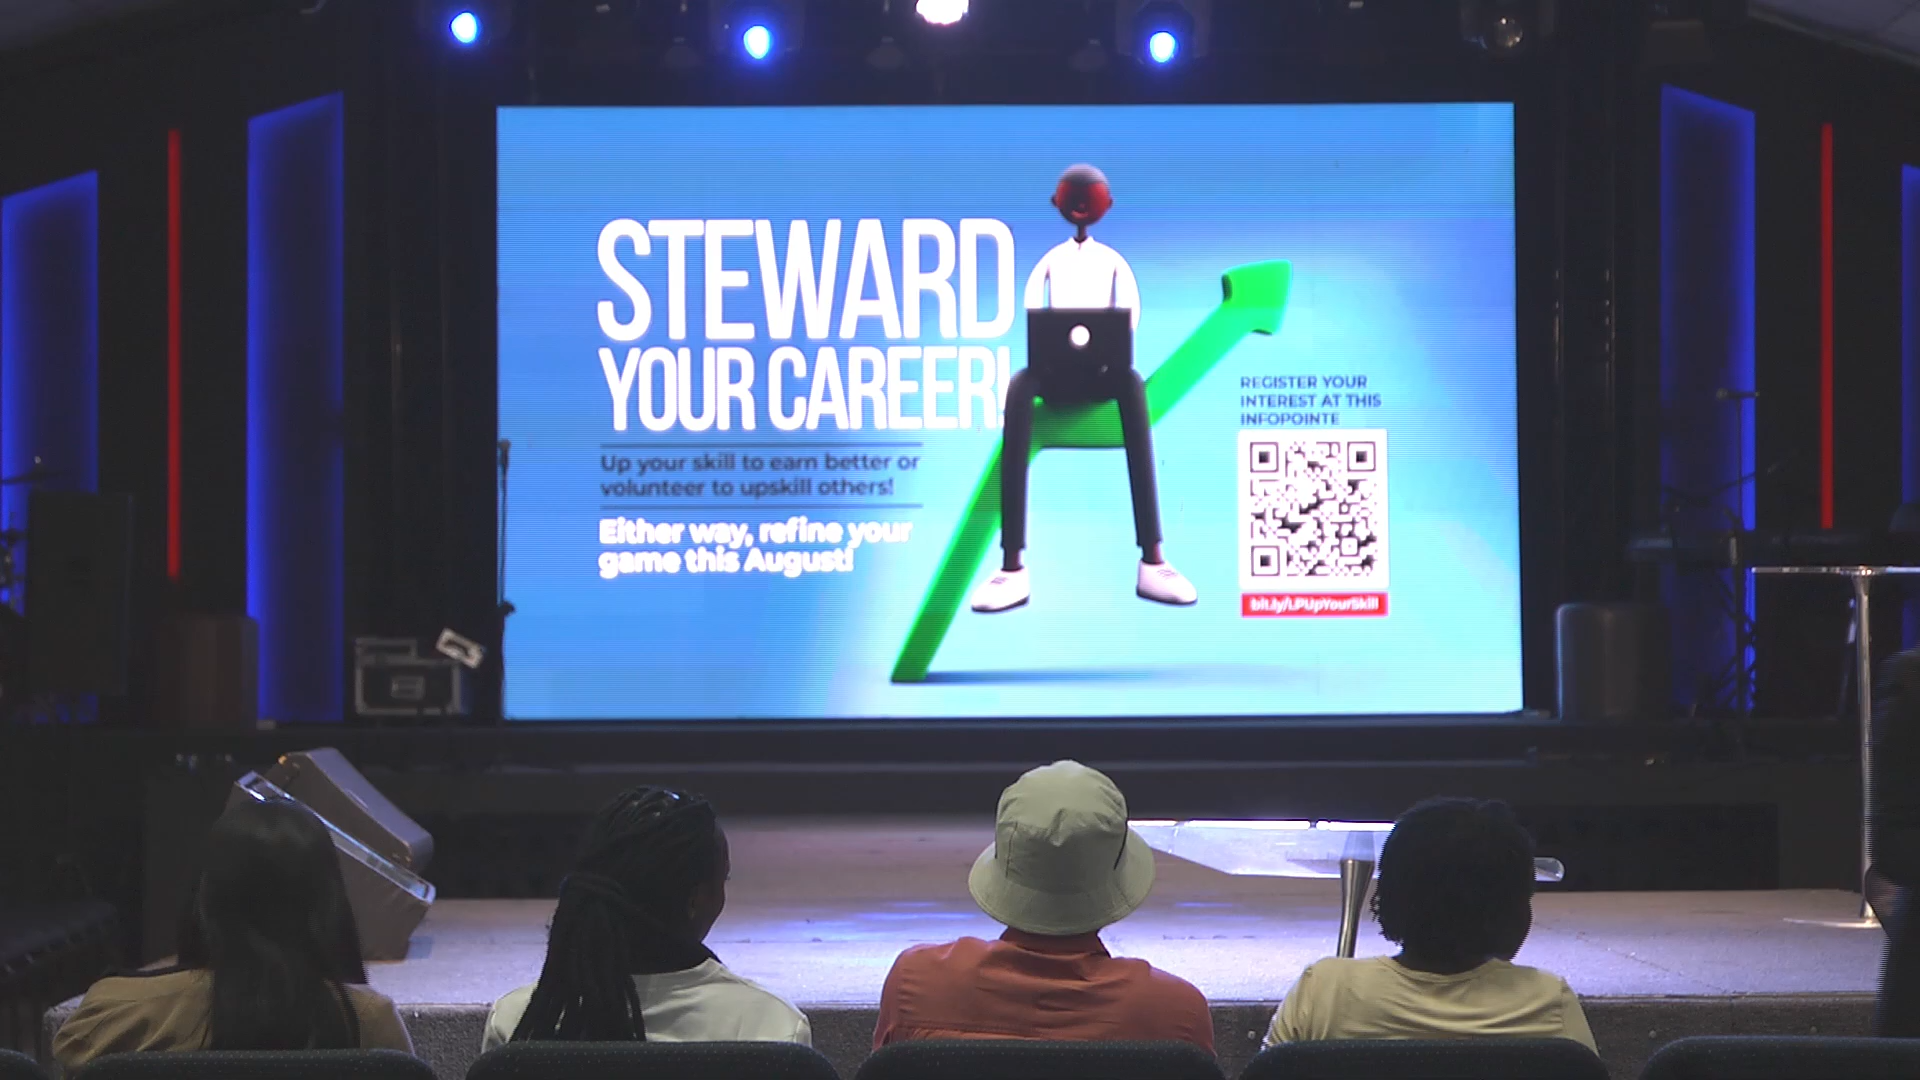 STEWARD
YOUR CAREER!
Up your skill to earn better or
volunteer to upskill others!
Either way, refine your
game this August!
REGISTER YOUR
INTEREST AT THIS
INFOPOINTE
bit.ly/LPUpYourSkill